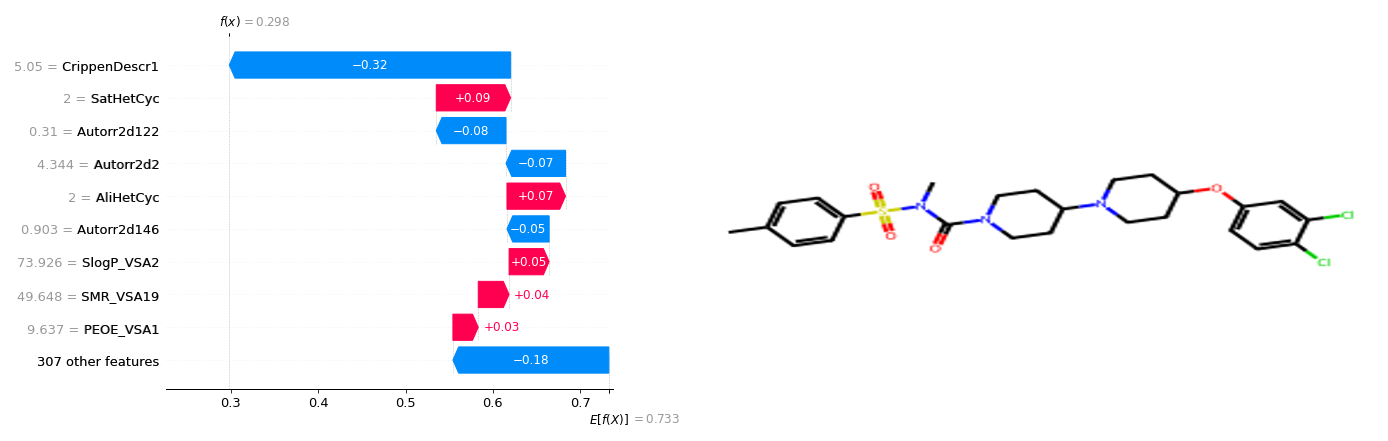 f(x) = 0.298
5.05 = CrippenDescr1
−0.32
2 = SatHetCyc
+0.09
0.31 = Autorr2d122
−0.08
4.344 = Autorr2d2
−0.07
2 = AliHetCyc
+0.07
0.903 = Autorr2d146
−0.05
73.926 = SlogP_VSA2
+0.05
49.648 = SMR_VSA19
+0.04
9.637 = PEOE_VSA1
+0.03
307 other features
−0.18
0.3 0.4 0.5 0.6 0.7
E[f(X)] = 0.733
O
S
O
N
O
N
N
O
Cl
Cl